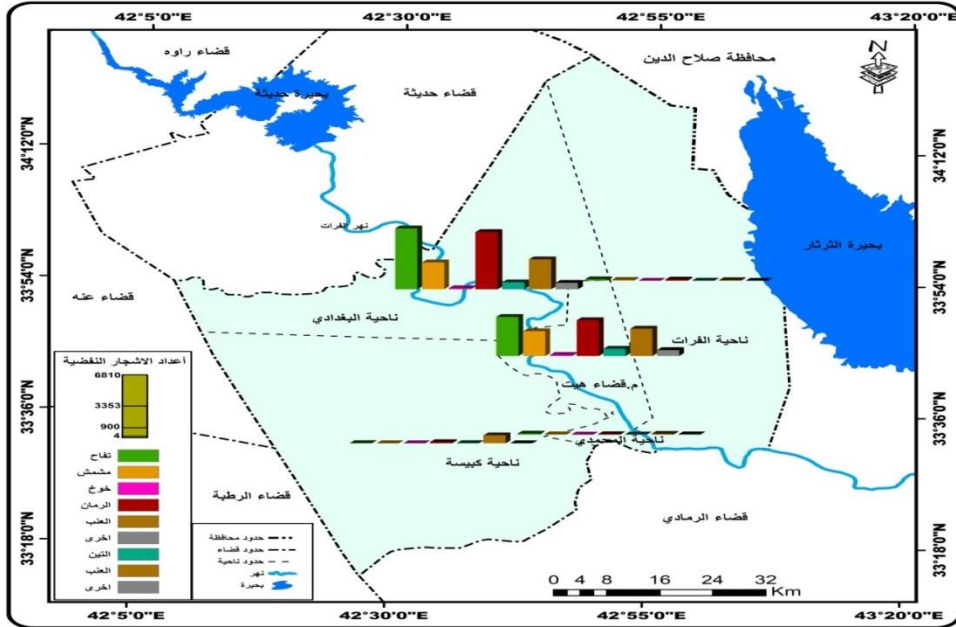 42°5'0"E 42°30'0"E 42°55'0"E 43°20'0"E
قضاء راوه
محافظة صلاح الدين
N
بحيرة حديثة
قضاء حديثة
34°12'0"N
34°12'0"N
نهر الفرات
بحيرة الثرثار
33°54'0"N
33°54'0"N
قضاء عنه
ناحية البغدادي
ناحية الفرات
م.قضاء هيت
33°36'0"N
33°36'0"N
ناحية المحمدي
ناحية كبيسة
قضاء الرطبة
قضاء الرمادي
33°18'0"N
33°18'0"N
أعداد الاشجار النفضية
6810
3353
900
4
تفاح
مشمش
خوخ
الرمان
العنب
اخرى
التين
العنب
اخرى
حدود محافظة
حدود قضاء
حدود ناحية
نهر
بحيرة
0 4 8 16 24 32
Km
42°5'0"E 42°30'0"E 42°55'0"E 43°20'0"E